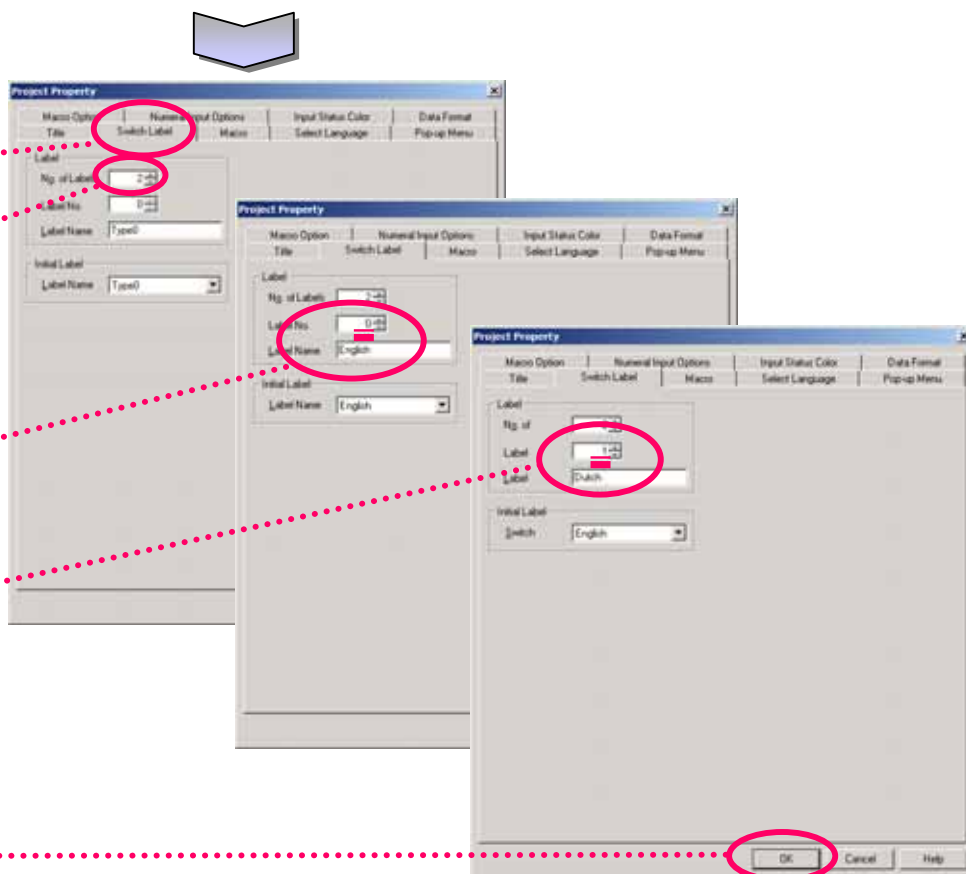 Project Property
Macro Option Numeral Input Options Input Status Color Data Format
Title Switch Label Macro Select Language Pop-up Menu
Label
No. of Labels 2
Label No. 0
Label Name Type0
Initial Label
Label Name Type0
Project Property
Macro Option Numeral Input Options Input Status Color Data Format
Title Switch Label Macro Select Language Pop-up Menu
Label
No. of Labels 2
Label No. 0
Label Name English
Initial Label
Label Name English
Project Property
Macro Option Numeral Input Options Input Status Color Data Format
Title Switch Label Macro Select Language Pop-up Menu
Label
No. of
Label 1
Label Dutch
Initial Label
Switch English
OK Cancel Help